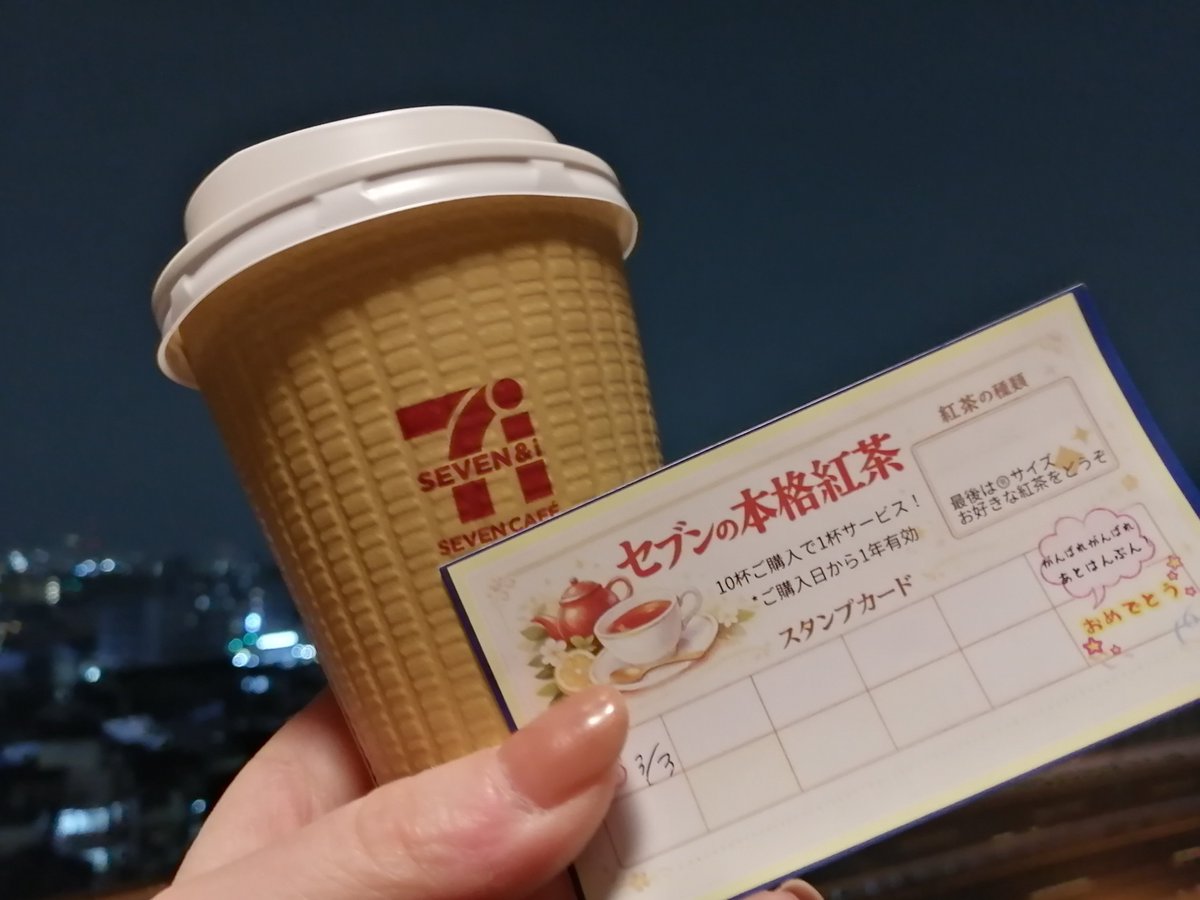 SEVEN&i
SEVEN CAFÉ
セブンの本格紅茶
10杯ご購入で1杯サービス！
*ご購入日から1年有効
スタンプカード
紅茶の種類
最後はⓇサイズ
お好きな紅茶をどうぞ
がんばれがんばれ
あとはんぶん
おめでとう
3/3